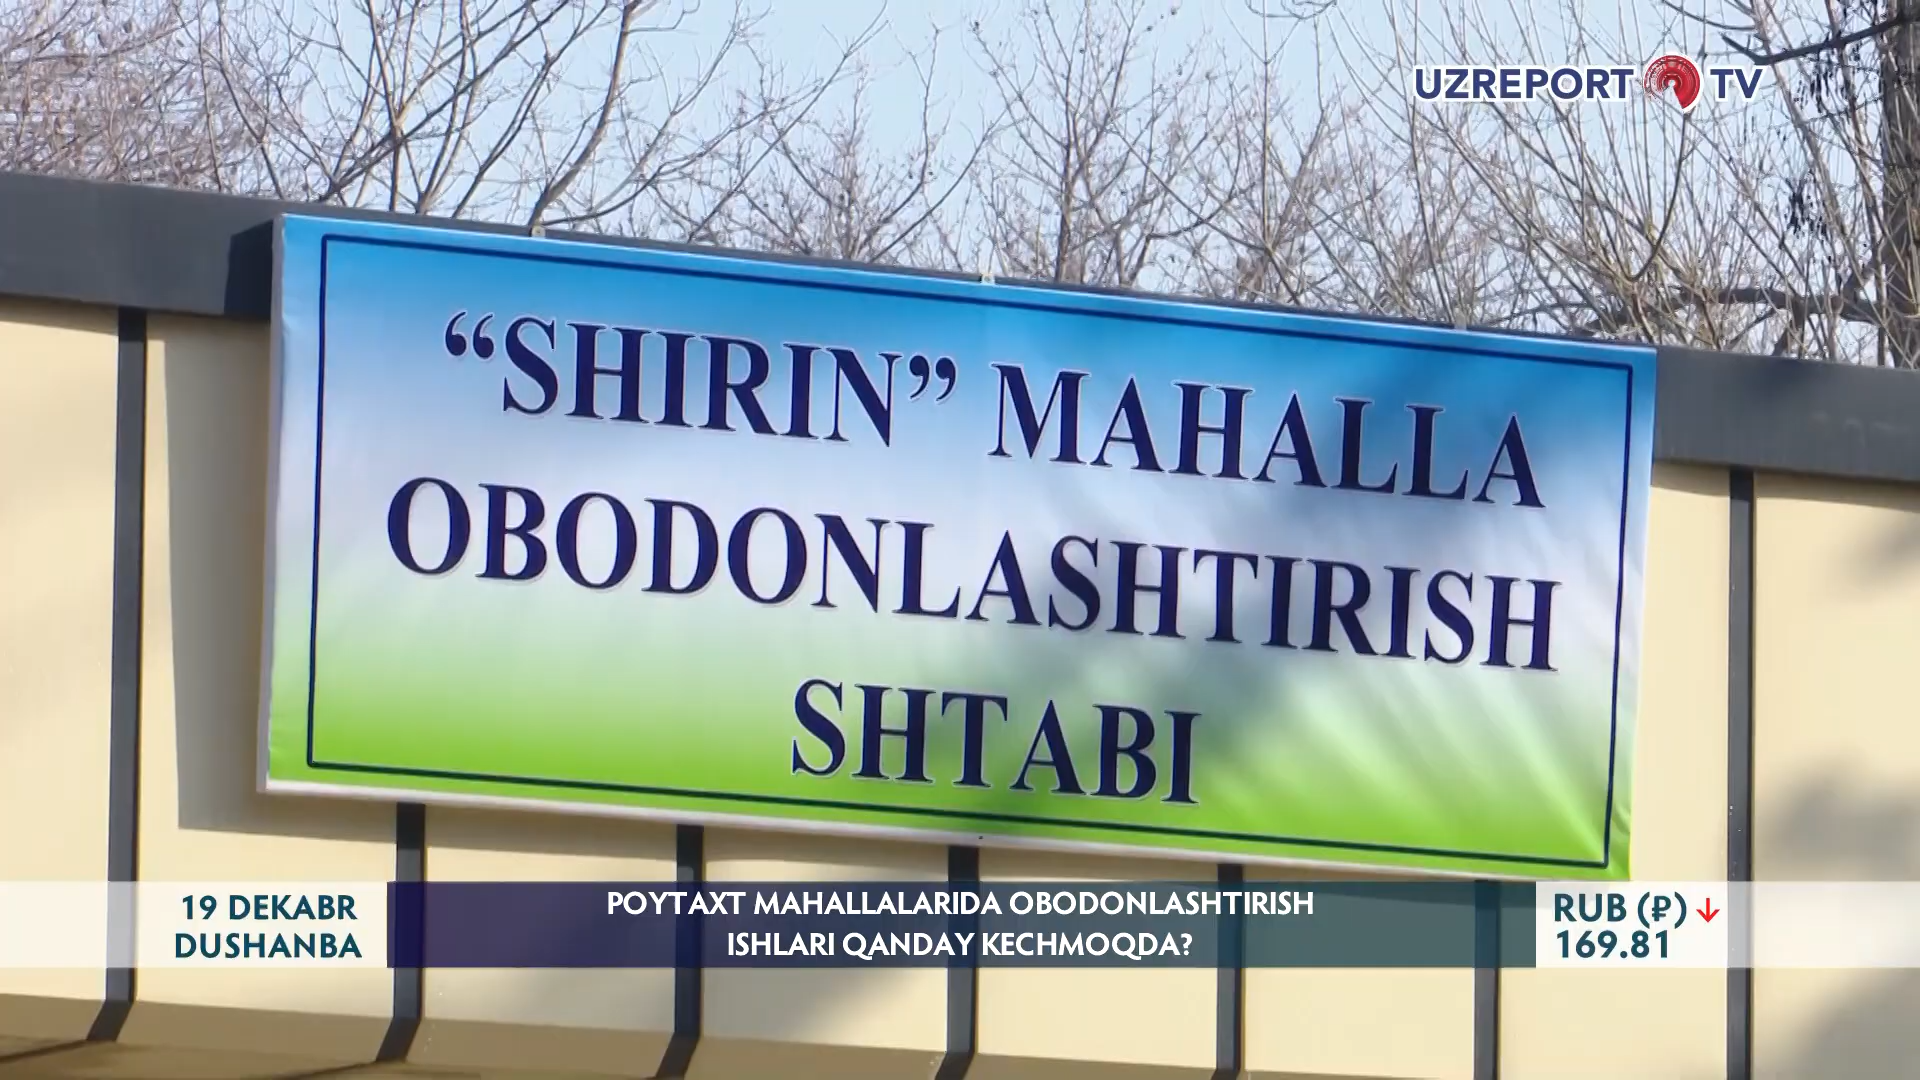 UZREPORT TV
“SHIRIN” MAHALLA
OBODONLASHTIRISH
SHTABI
19 DEKABR
DUSHANBA
POYTAXT MAHALLALARIDA OBODONLASHTIRISH
ISHLARI QANDAY KECHMOQDA?
RUB (₽) ↓
169.81